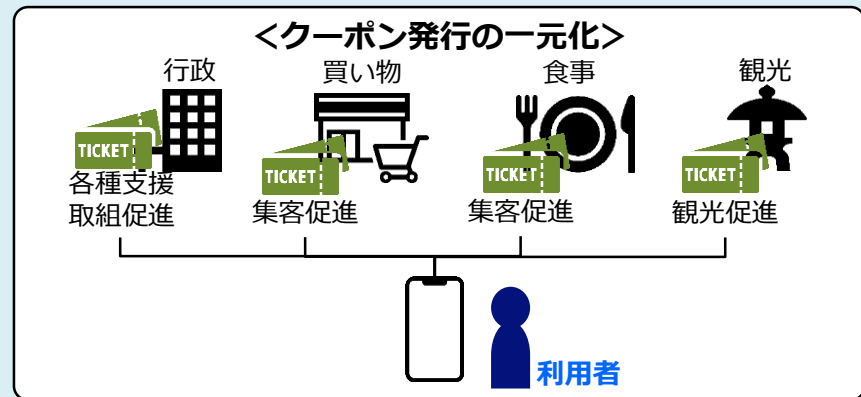 ＜クーポン発行の一元化＞
行政
買い物
食事
観光
TICKET
TICKET
TICKET
TICKET
各種支援
取組促進
集客促進
集客促進
観光促進
利用者